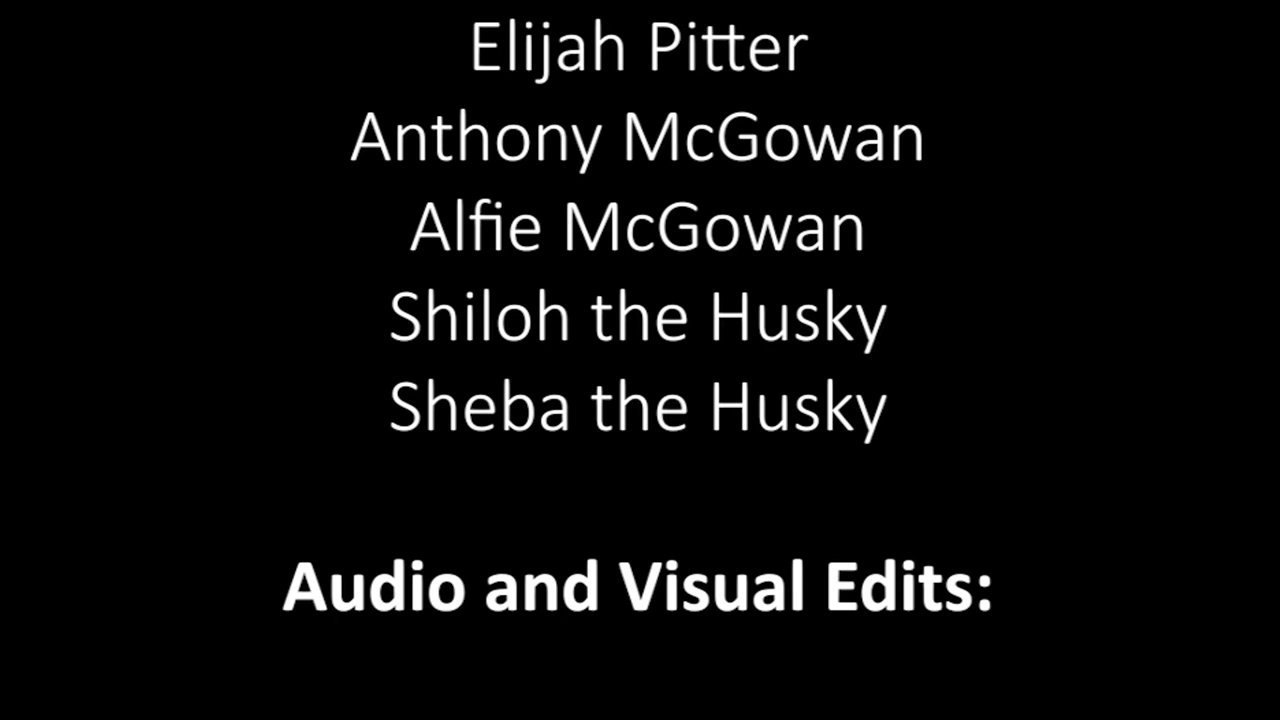 Elijah Pitter
Anthony McGowan
Alfie McGowan
Shiloh the Husky
Sheba the Husky
Audio and Visual Edits: